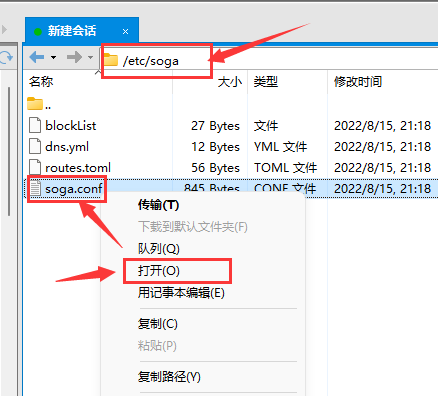 新建会话 ×
/etc/soga
名称 大小 类型 修改时间
..
blockList 27 Bytes 文件 2022/8/15, 21:18
dns.yml 12 Bytes YML 文件 2022/8/15, 21:18
routes.toml 56 Bytes TOML 文件 2022/8/15, 21:18
soga.conf 845 Bytes CONF 文件 2022/8/15, 21:18
传输(T)
下载到默认文件夹(F)
队列(Q)
打开(O)
用记事本编辑(E)
复制(C)
粘贴(P)
复制路径(Y)